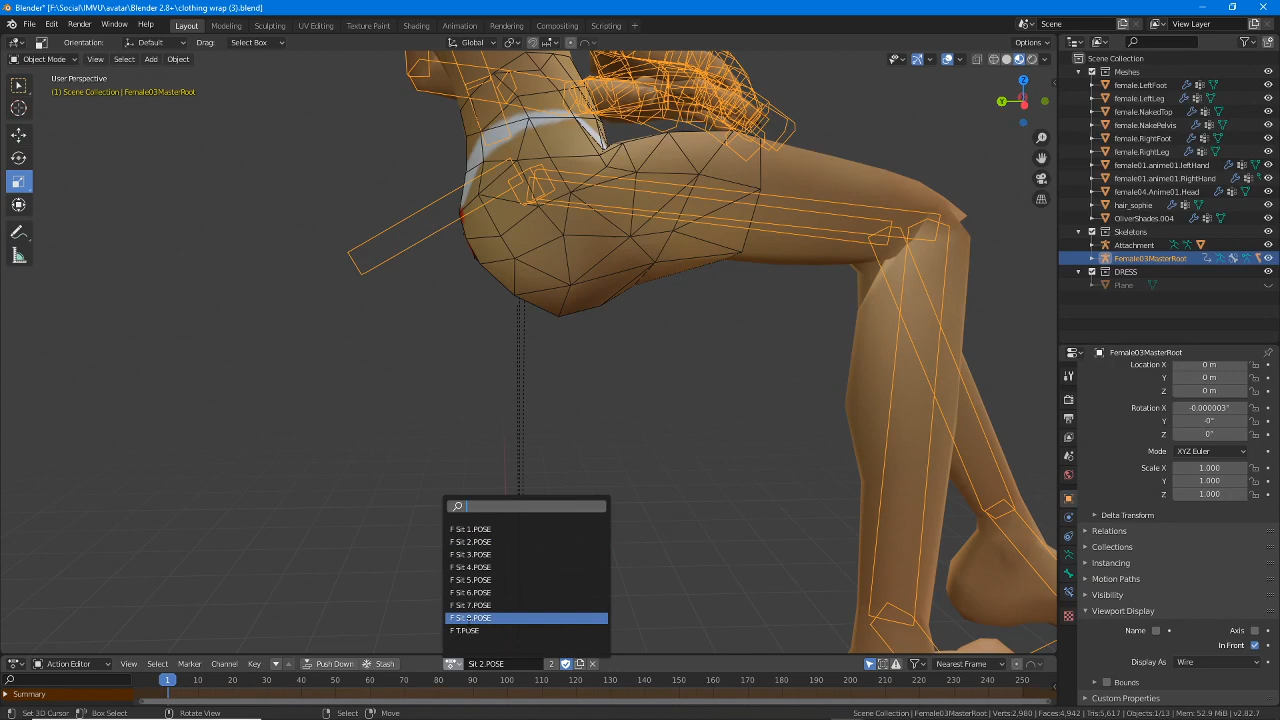 Blender* [F:\Social\IMVU\avatar\Blender 2.8+\clothing wrap (3).blend]
File Edit Render Window Help Layout Modeling Sculpting UV Editing Texture Paint Shading Animation Rendering Compositing Scripting + Scene View Layer
Orientation: Default Drag: Select Box Global Options
Object Mode View Select Add Object
User Perspective
(1) Scene Collection | Female03MasterRoot
Z
Y
Scene Collection
Meshes
female.LeftFoot
female.LeftLeg
female.NakedTop
female.NakePelvis
female.RightFoot
female.RightLeg
female01.anime01.leftHand
female01.anime01.RightHand
female04.Anime01.Head
hair_sophie
OliverShades.004
Skeletons
Attachment
Female03MasterRoot
DRESS
Plane
Female03MasterRoot
Location X 0 m
Y 0 m
Z 0 m
Rotation X -0.000003°
Y -0°
Z 0°
Mode XYZ Euler
Scale X 1.000
Y 1.000
Z 1.000
Delta Transform
Relations
Collections
Instancing
Motion Paths
Visibility
Viewport Display
Name Axis
In Front
Display As Wire
Bounds
Custom Properties
F Sit 1.POSE
F Sit 2.POSE
F Sit 3.POSE
F Sit 4.POSE
F Sit 5.POSE
F Sit 6.POSE
F Sit 7.POSE
F T.POSE
Action Editor View Select Marker Channel Key Push Down Stash Sit 2.POSE 2 Nearest Frame
1 10 20 30 40 50 60 70 80 90 100 110 120 130 140 150 160 170 180 190 200 210 220 230 240 250
Summary
Set 3D Cursor Box Select Rotate View Select Move Scene Collection | Female03MasterRoot | Verts:2,980 | Faces:4,942 | Tris:5,617 | Objects:1/13 | Mem: 52.9 MiB | v2.82.7